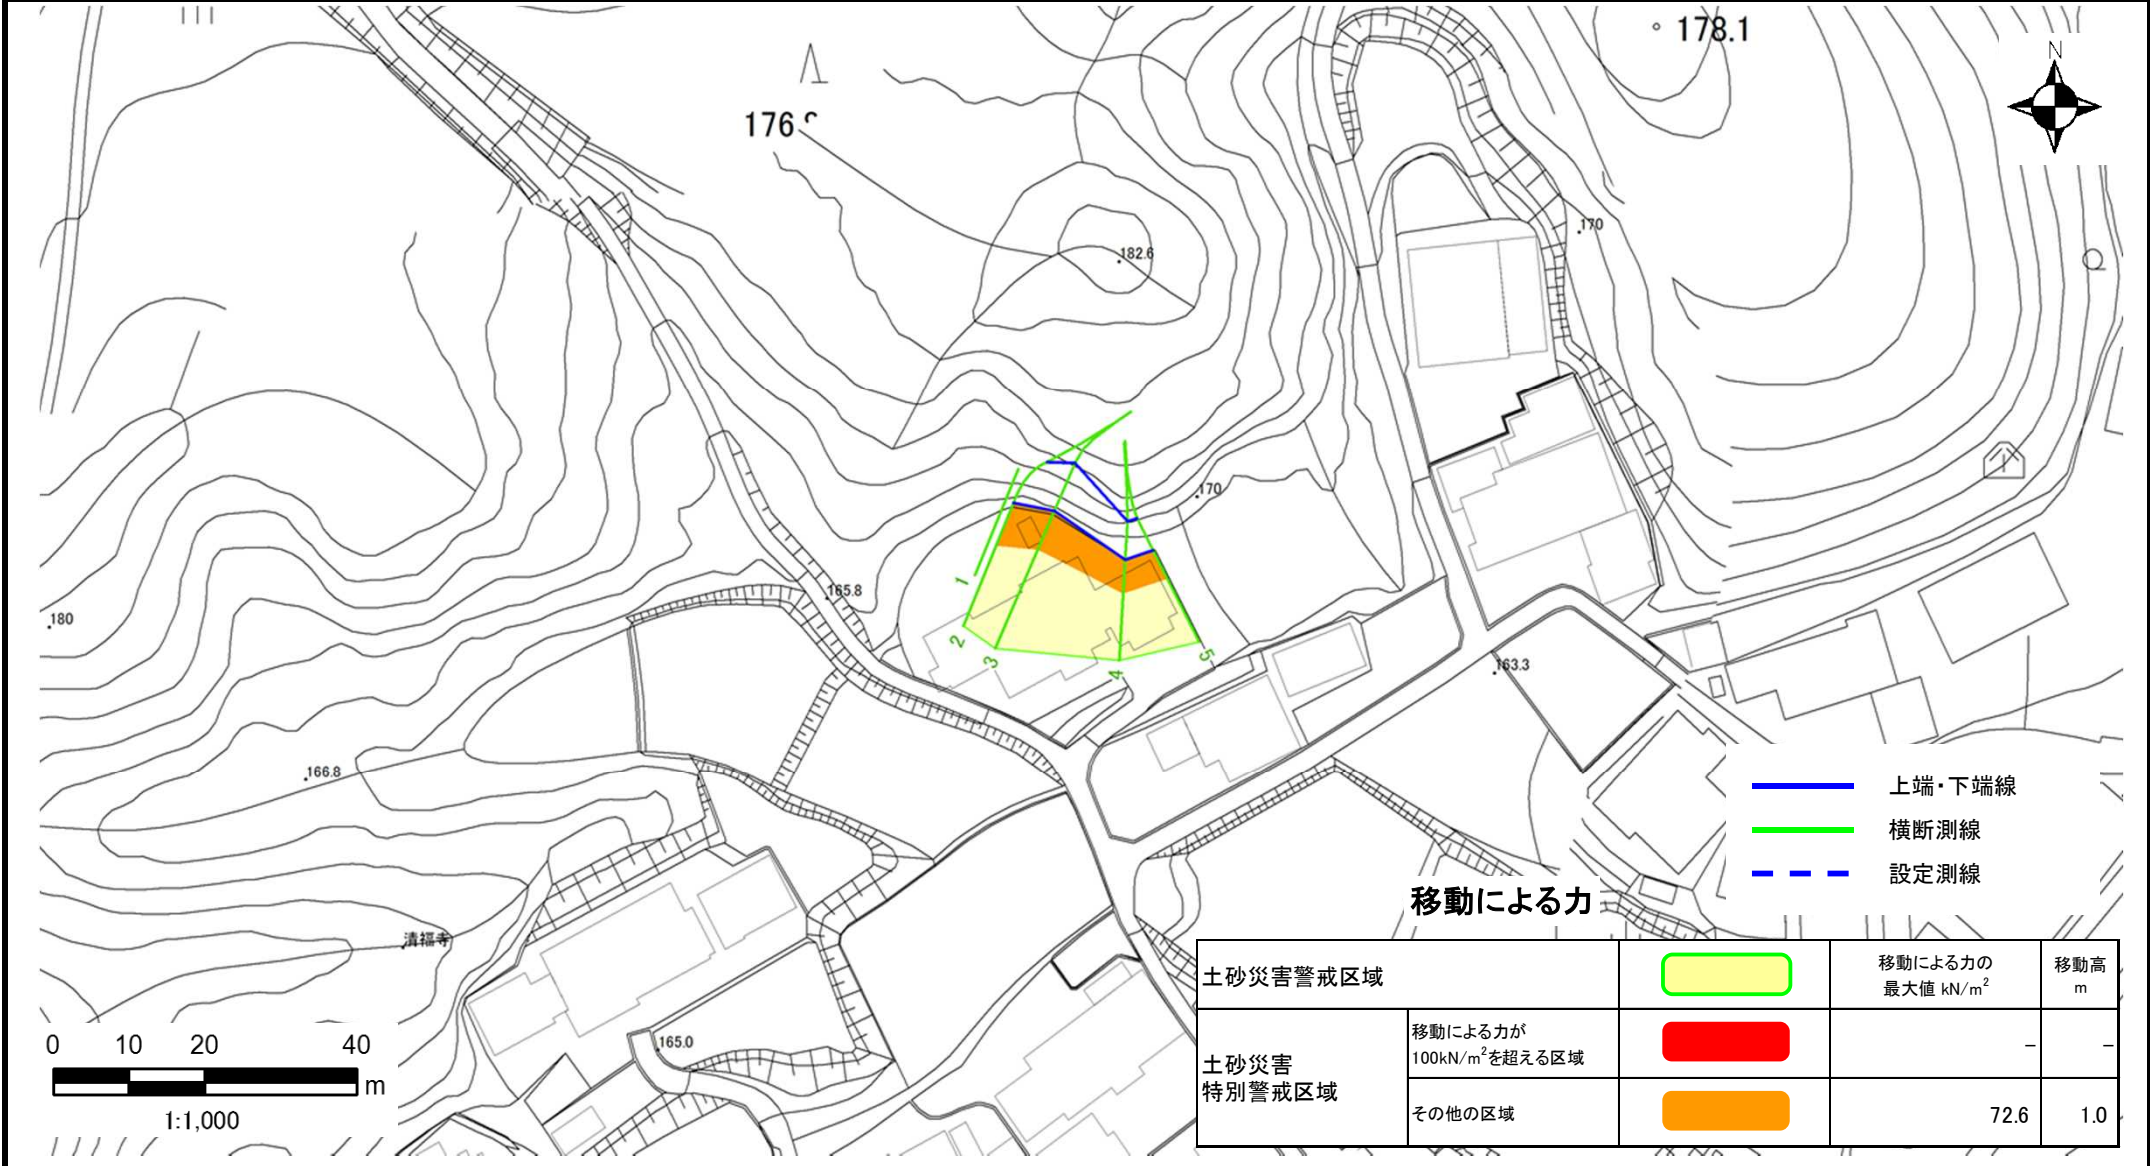 178.1
N
176.9
182.6
170
170
165.8
180
1
2
3
4
5
163.3
166.8
清福寺
165.0
上端・下端線
横断測線
設定測線
移動による力
土砂災害警戒区域
移動による力の
最大値 kN/m²
移動高
m
土砂災害
特別警戒区域
移動による力が
100kN/m²を超える区域
－
－
その他の区域
72.6
1.0
0 10 20 40
m
1:1,000